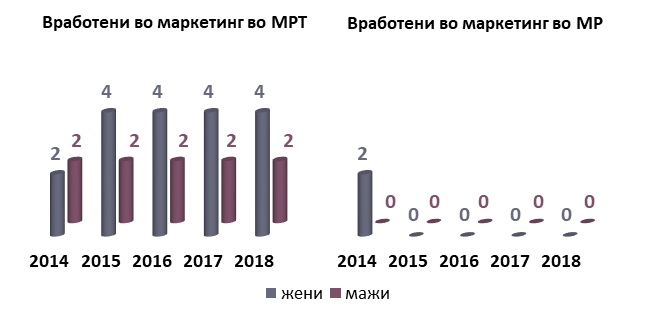 Вработени во маркетинг во МРТ
4 4 4 4
2 2 2 2 2 2
2014 2015 2016 2017 2018
Вработени во маркетинг во МР
2
0 0 0 0 0
0 0 0 0
2014 2015 2016 2017 2018
жени мажи